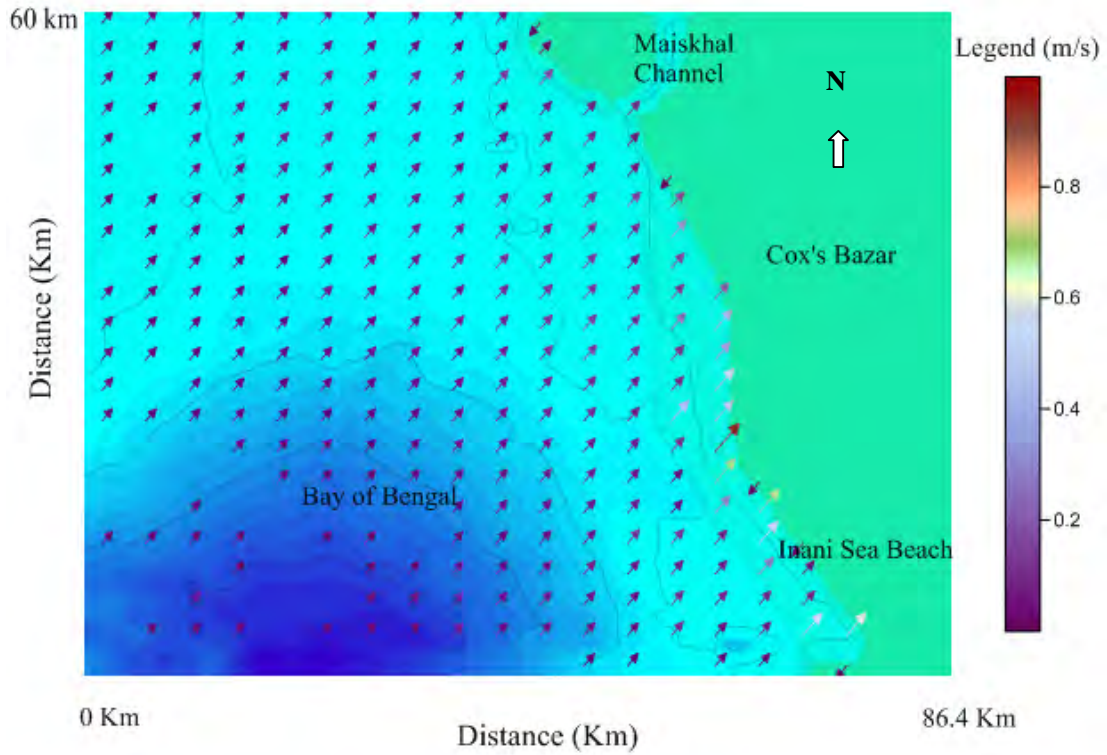 60 km
Maiskhal
Channel
Legend (m/s)
N
0.8
Cox's Bazar
0.6
Distance (Km)
0.4
Bay of Bengal
0.2
Inani Sea Beach
0 Km
86.4 Km
Distance (Km)